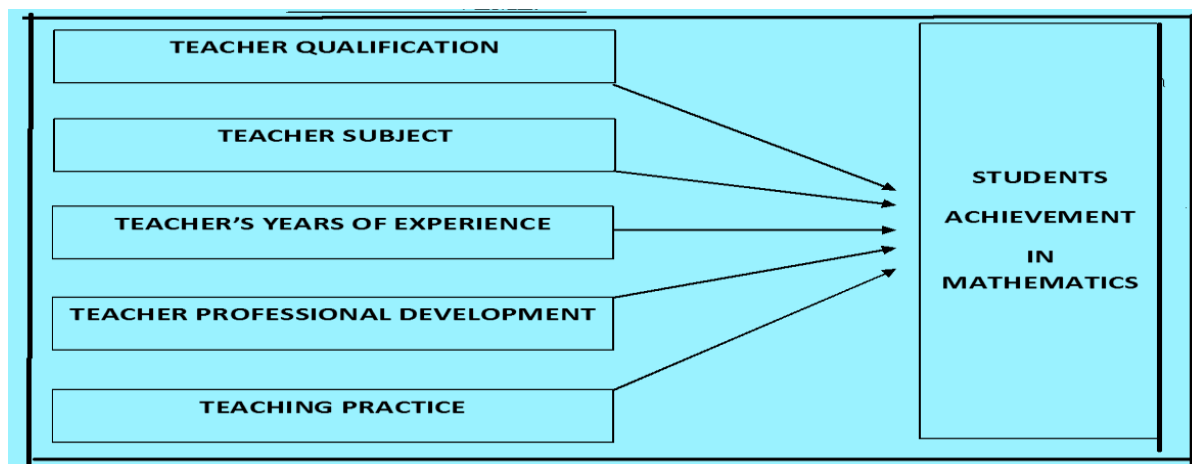 TEACHER QUALIFICATION
TEACHER SUBJECT
TEACHER'S YEARS OF EXPERIENCE
TEACHER PROFESSIONAL DEVELOPMENT
TEACHING PRACTICE
STUDENTS
ACHIEVEMENT
IN
MATHEMATICS